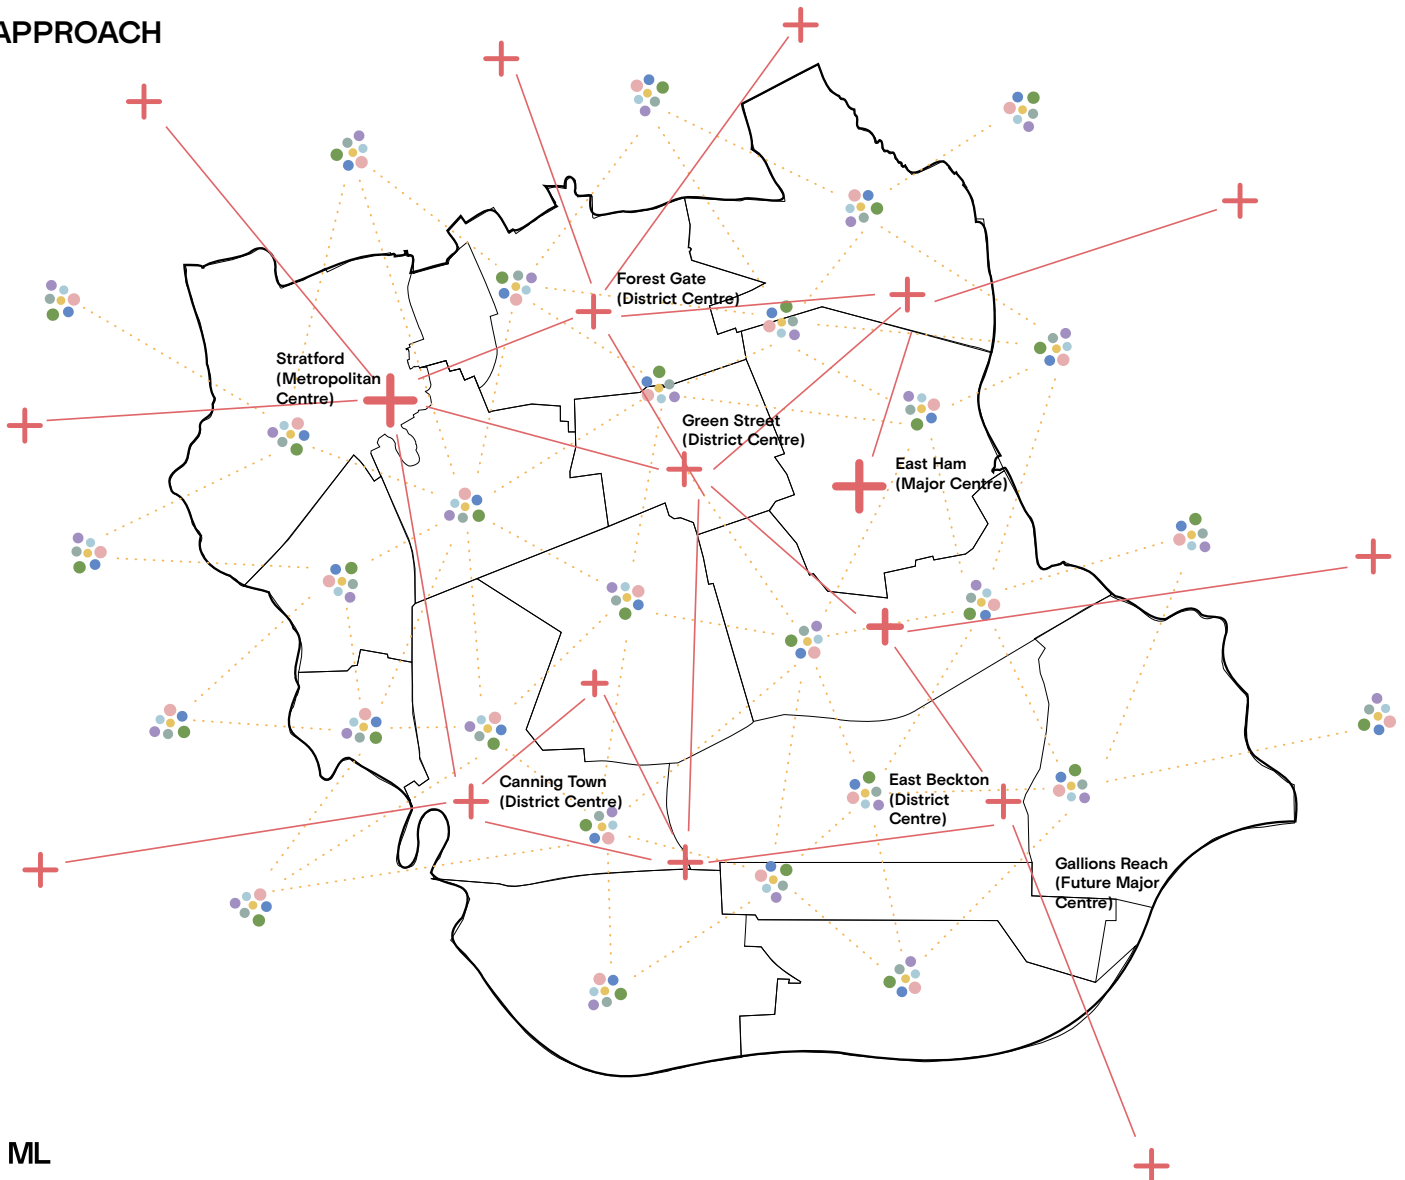 APPROACH
Forest Gate
(District Centre)
Stratford
(Metropolitan
Centre)
Green Street
(District Centre)
East Ham
(Major Centre)
Canning Town
(District Centre)
East Beckton
(District
Centre)
Gallions Reach
(Future Major
Centre)
ML